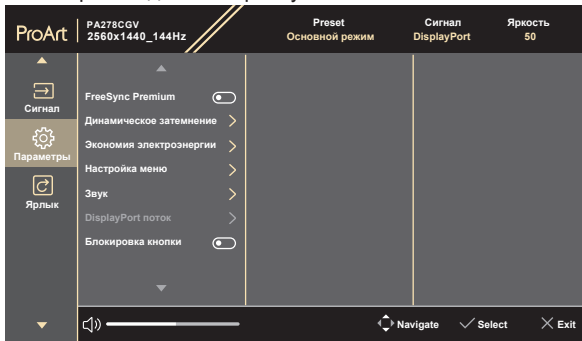 ProArt
PA278CGV
2560x1440_144Hz
Preset
Основной режим
Сигнал
DisplayPort
Яркость
50
Сигнал
Параметры
Ярлык
FreeSync Premium
Динамическое затемнение
Экономия электроэнергии
Настройка меню
Звук
DisplayPort поток
Блокировка кнопки
Navigate
Select
Exit